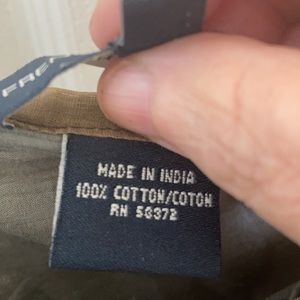 MADE IN INDIA
100% COTTON/COTON
RN 58372